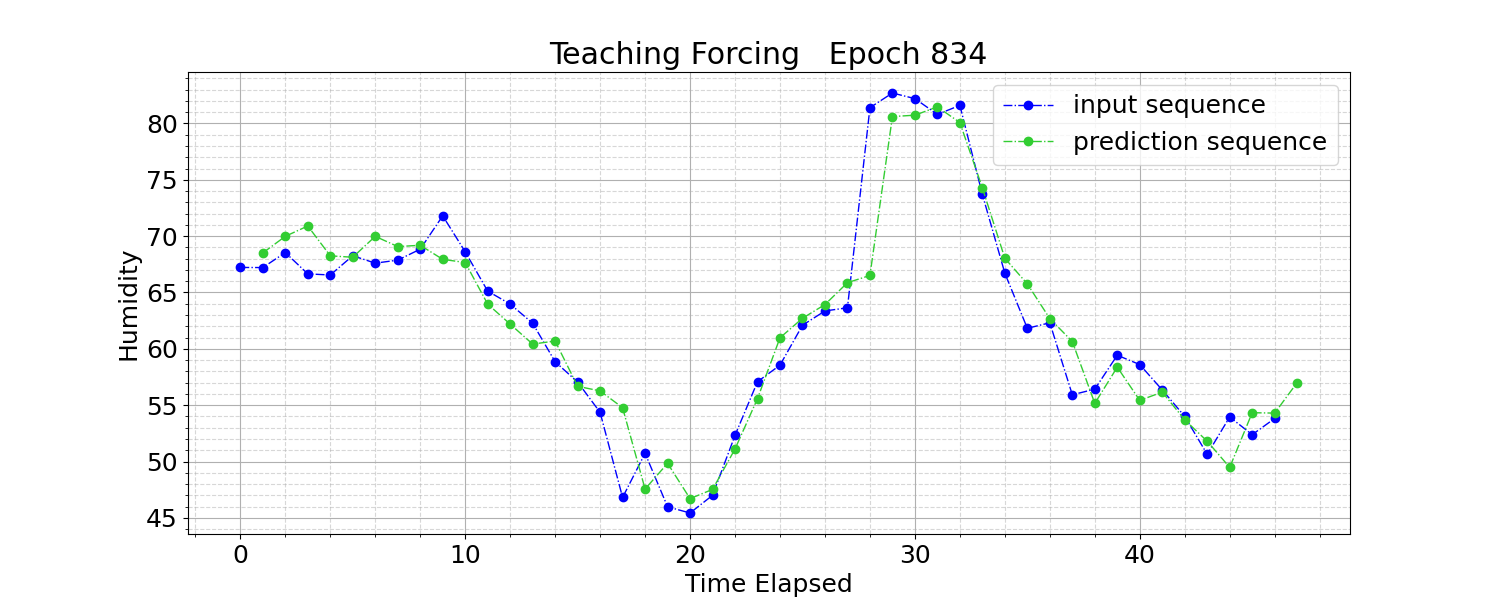 Teaching Forcing   Epoch 834
input sequence
prediction sequence
Humidity
80
75
70
65
60
55
50
45
0 10 20 30 40
Time Elapsed